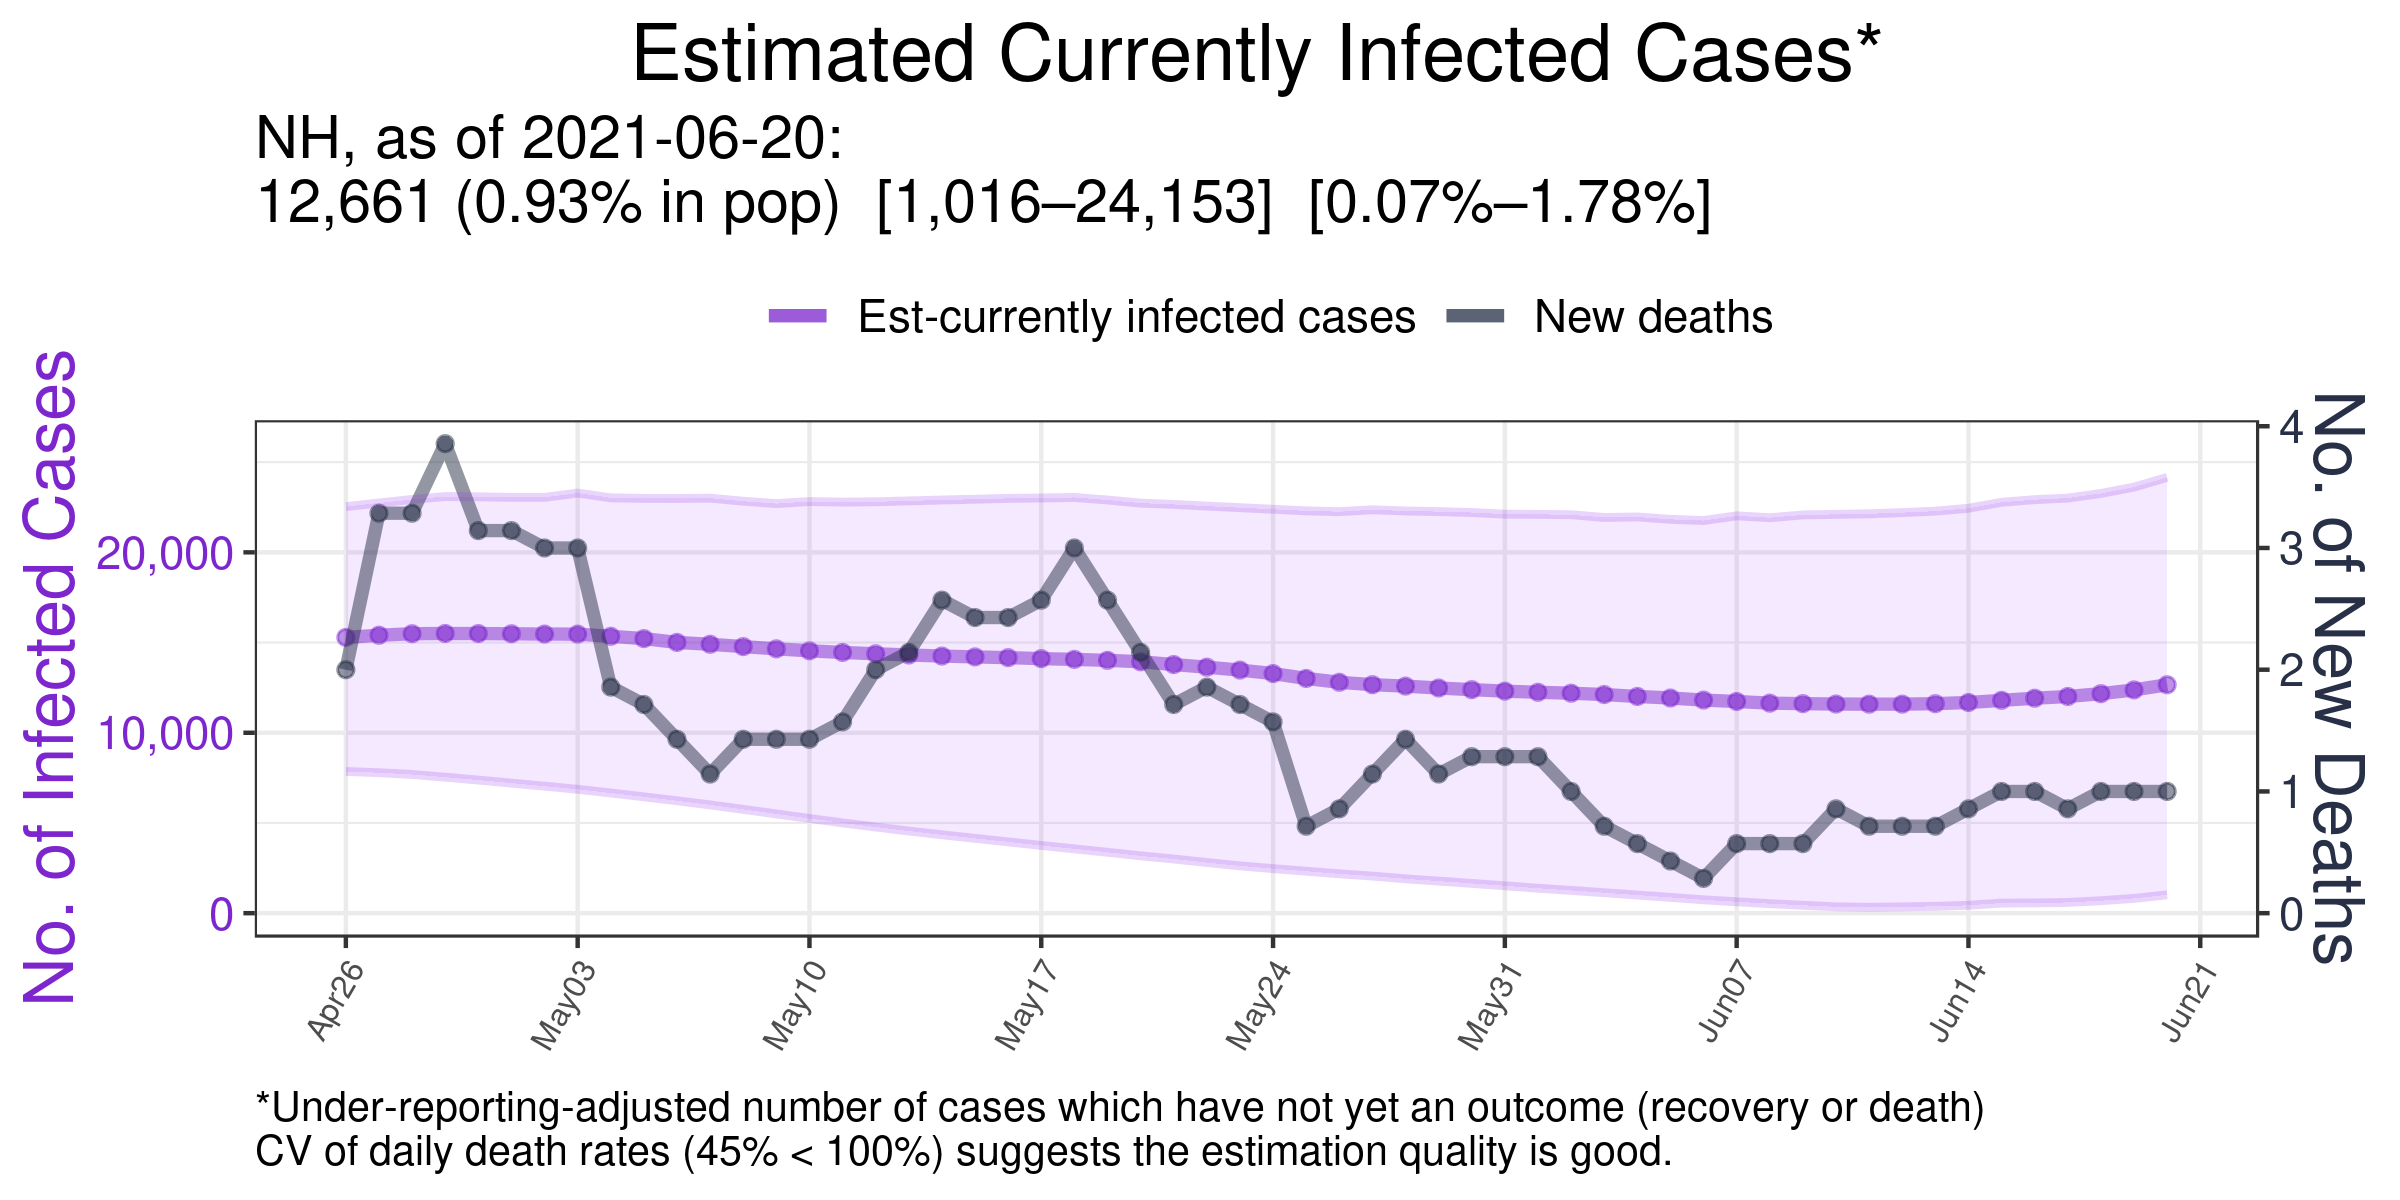 Estimated Currently Infected Cases*
NH, as of 2021-06-20:
12,661 (0.93% in pop)  [1,016–24,153]  [0.07%–1.78%]
Est-currently infected cases
New deaths
No. of Infected Cases
20,000
10,000
0
4
3
2
1
0
No. of New Deaths
Apr26
May03
May10
May17
May24
May31
Jun07
Jun14
Jun21
*Under-reporting-adjusted number of cases which have not yet an outcome (recovery or death)
CV of daily death rates (45% < 100%) suggests the estimation quality is good.